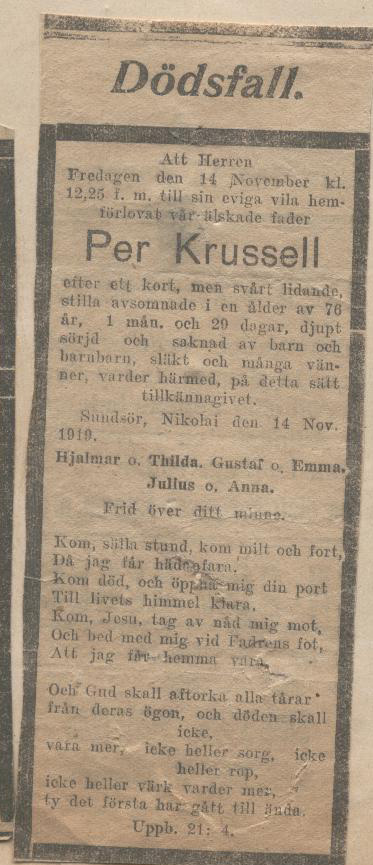 Dödsfall.
Att Herren
Fredagen den 14 November kl.
12,25 f. m. till sin eviga vila hem-
förlovat vår älskade fader
Per Krussell
efter ett kort, men svårt lidande,
stilla avsomnade i en ålder av 76
år, 1 mån. och 29 dagar, djupt
sörjd och saknad av barn och
barnbarn, släkt och många vän-
ner, varder härmed, på detta sätt
tillkännagivet.
Sundsör, Nikolai den 14 Nov.
1919.
Hjalmar o. Thilda. Gustaf o. Emma.
Julius o. Anna.
Frid över ditt minne.
Kom, sälla stund, kom milt och fort,
Då jag får hädenfara.
Kom död, och öppna mig din port
Till livets himmel klara.
Kom, Jesu, tag av nåd mig mot,
Och bed med mig vid Fadrens fot,
Att jag får hemma vara.
Och Gud skall aftorka alla tårar
från deras ögon, och döden skall
icke,
vara mer, icke heller sorg, icke
heller rop,
icke heller värk varder mer,
ty det första har gått till ända.
Uppb. 21: 4.